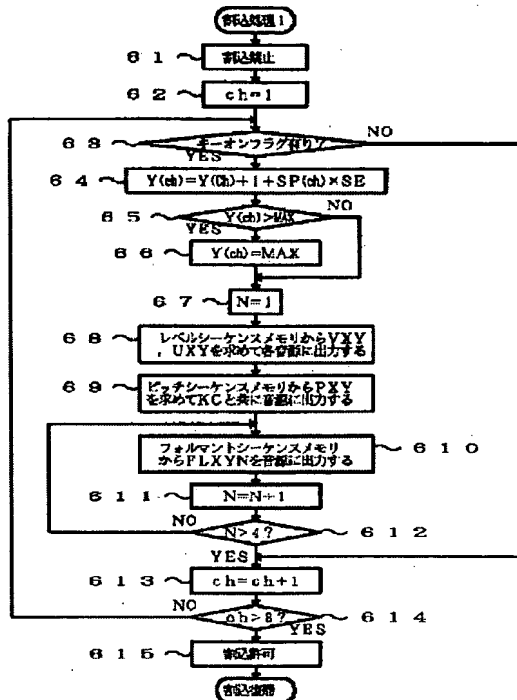 割込処理1
61
割込禁止
62
ch=1
63
キーオンフラグ有り?
NO
YES
64
Y(ch)=Y(Ch)+1+SP(ch)×SE
65
Y(ch)>MAX
NO
YES
66
Y(ch)=MAX
67
N=1
68
レベルシーケンスメモリからVXY
, UXYを求めて各音源に出力する
69
ピッチシーケンスメモリからPXY
を求めてKCと共に音源に出力する
610
フォルマントシーケンスメモリ
からFLXYNを音源に出力する
611
N=N+1
NO
N>4?
612
YES
613
ch=ch+1
NO
ch>8?
614
YES
615
割込許可
割込復帰